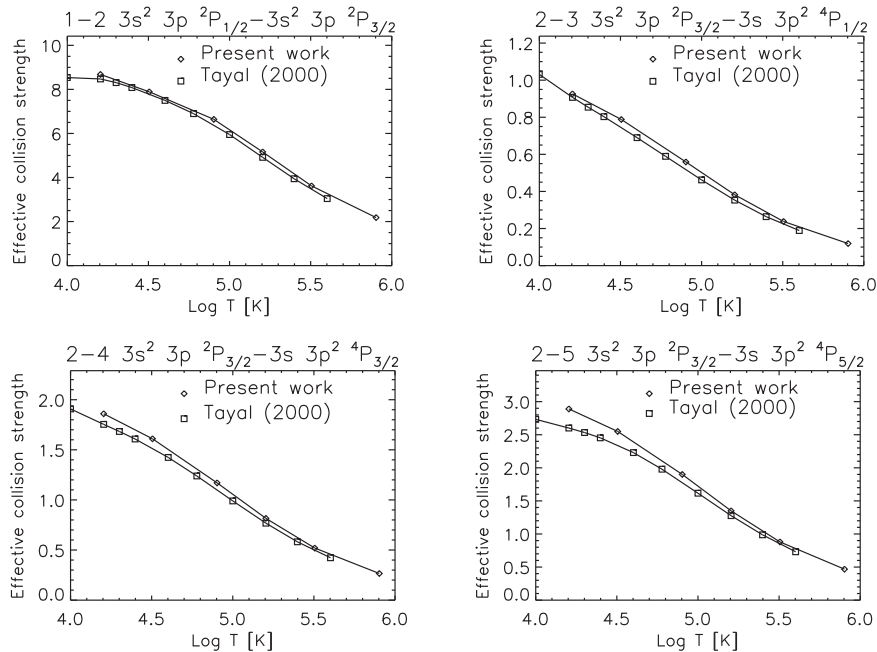 1−2 3s² 3p ²P₁/₂−3s² 3p ²P₃/₂
Effective collision strength
10
8
6
4
2
0
Present work
Tayal (2000)
4.0 4.5 5.0 5.5 6.0
Log T [K]
2−3 3s² 3p ²P₃/₂−3s 3p² ⁴P₁/₂
Effective collision strength
1.2
1.0
0.8
0.6
0.4
0.2
0.0
Present work
Tayal (2000)
4.0 4.5 5.0 5.5 6.0
Log T [K]
2−4 3s² 3p ²P₃/₂−3s 3p² ⁴P₃/₂
Effective collision strength
2.0
1.5
1.0
0.5
0.0
Present work
Tayal (2000)
4.0 4.5 5.0 5.5 6.0
Log T [K]
2−5 3s² 3p ²P₃/₂−3s 3p² ⁴P₅/₂
Effective collision strength
3.0
2.5
2.0
1.5
1.0
0.5
0.0
Present work
Tayal (2000)
4.0 4.5 5.0 5.5 6.0
Log T [K]